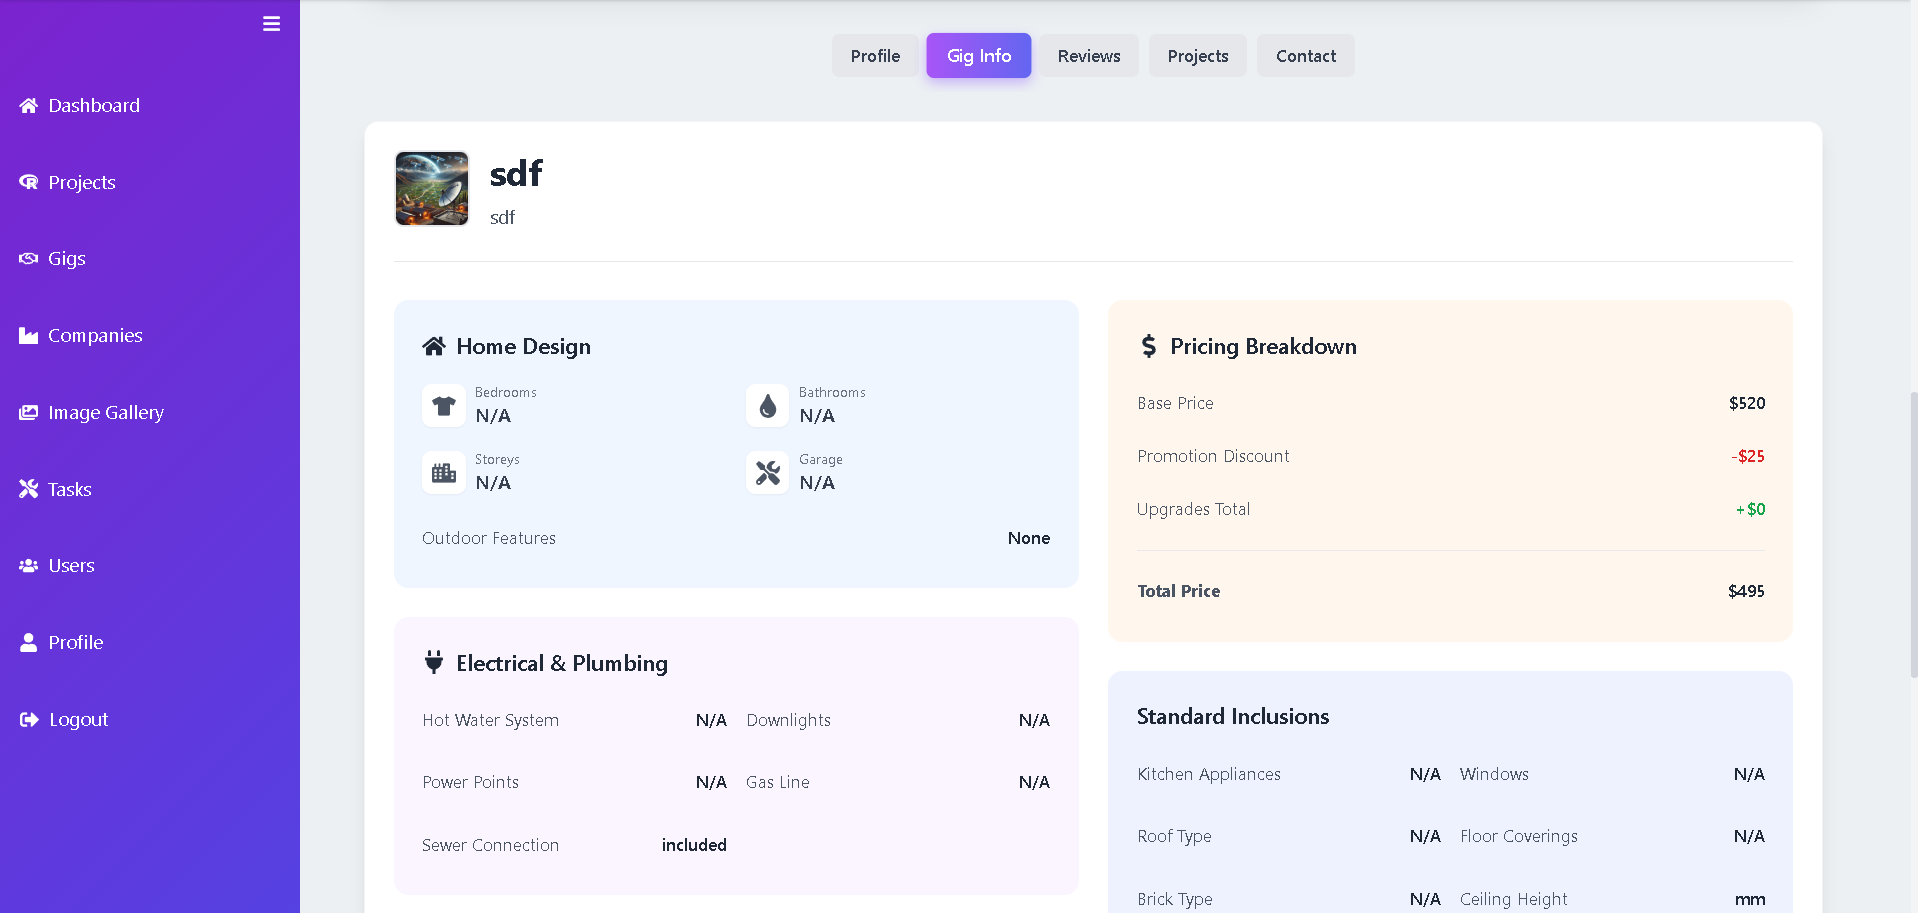 Dashboard
Projects
Gigs
Companies
Image Gallery
Tasks
Users
Profile
Logout
Profile
Gig Info
Reviews
Projects
Contact
sdf
sdf
Home Design
Bedrooms
N/A
Bathrooms
N/A
Storeys
N/A
Garage
N/A
Outdoor Features None
Electrical & Plumbing
Hot Water System N/A Downlights N/A
Power Points N/A Gas Line N/A
Sewer Connection included
Pricing Breakdown
Base Price $520
Promotion Discount -$25
Upgrades Total +$0
Total Price $495
Standard Inclusions
Kitchen Appliances N/A Windows N/A
Roof Type N/A Floor Coverings N/A
Brick Type N/A Ceiling Height mm